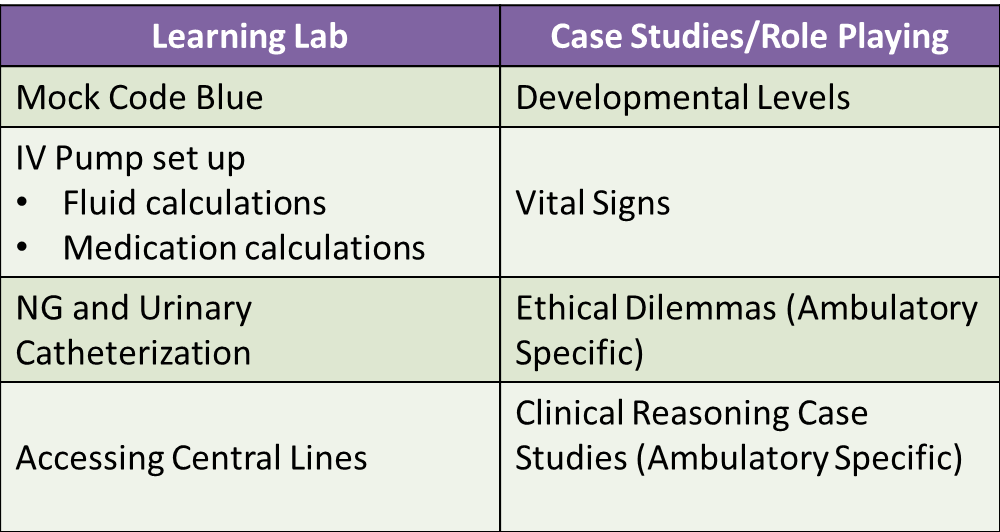 Learning Lab
Case Studies/Role Playing
Mock Code Blue
Developmental Levels
IV Pump set up
• Fluid calculations
• Medication calculations
Vital Signs
NG and Urinary
Catheterization
Ethical Dilemmas (Ambulatory
Specific)
Accessing Central Lines
Clinical Reasoning Case
Studies (Ambulatory Specific)